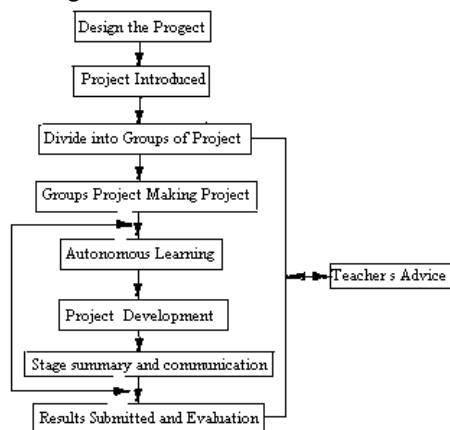 Design the Progect
Project Introduced
Divide into Groups of Project
Groups Project Making Project
Autonomous Learning
Teacher s Advice
Project Development
Stage summary and communication
Results Submitted and Evaluation